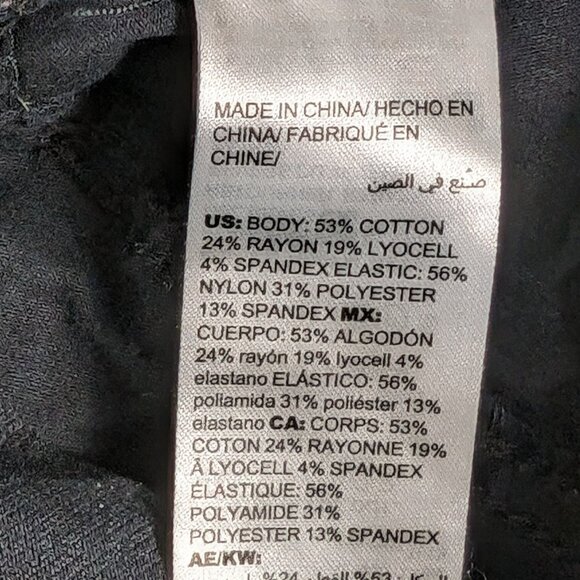 MADE IN CHINA/ HECHO EN
CHINA/ FABRIQUÉ EN
CHINE/
صنع في الصين
US: BODY: 53% COTTON
24% RAYON 19% LYOCELL
4% SPANDEX ELASTIC: 56%
NYLON 31% POLYESTER
13% SPANDEX MX:
CUERPO: 53% ALGODÓN
24% rayón 19% lyocell 4%
elastano ELÁSTICO: 56%
poliamida 31% poliéster 13%
elastano CA: CORPS: 53%
COTON 24% RAYONNE 19%
À LYOCELL 4% SPANDEX
ÉLASTIQUE: 56%
POLYAMIDE 31%
POLYESTER 13% SPANDEX
AE/KW: